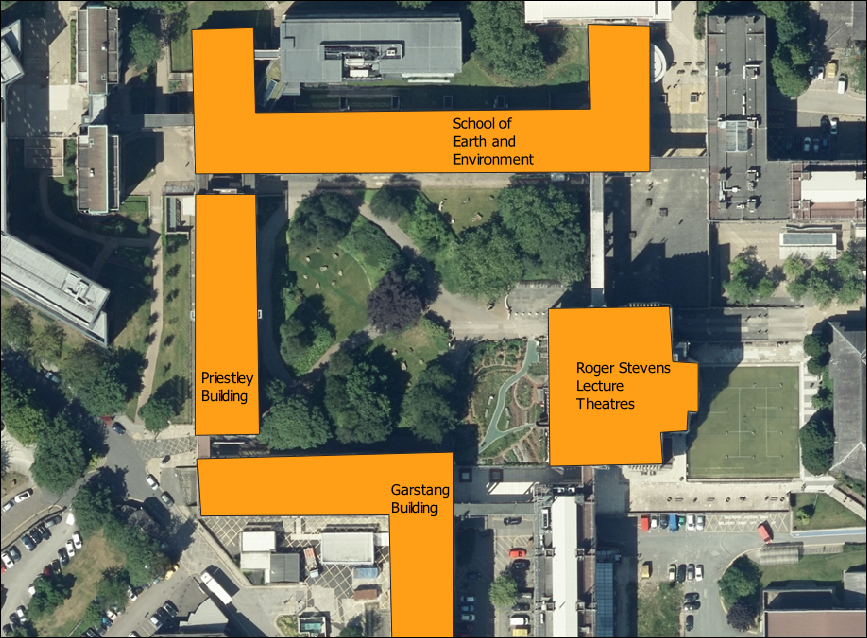 School of
Earth and
Environment
Priestley
Building
Roger Stevens
Lecture
Theatres
Garstang
Building